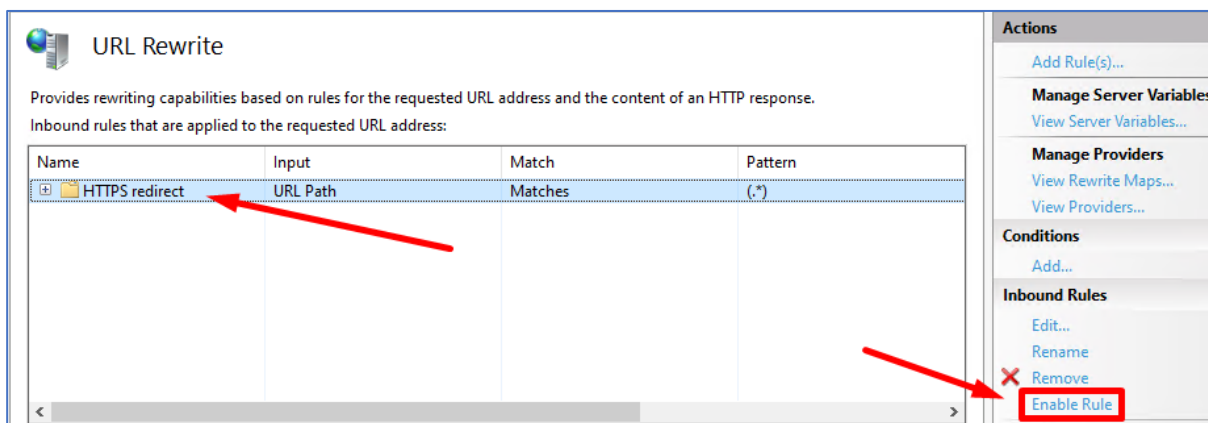 URL Rewrite
Provides rewriting capabilities based on rules for the requested URL address and the content of an HTTP response.
Inbound rules that are applied to the requested URL address:
Name Input Match Pattern
HTTPS redirect URL Path Matches (.*)
Actions
Add Rule(s)...
Manage Server Variables
View Server Variables...
Manage Providers
View Rewrite Maps...
View Providers...
Conditions
Add...
Inbound Rules
Edit...
Rename
Remove
Enable Rule